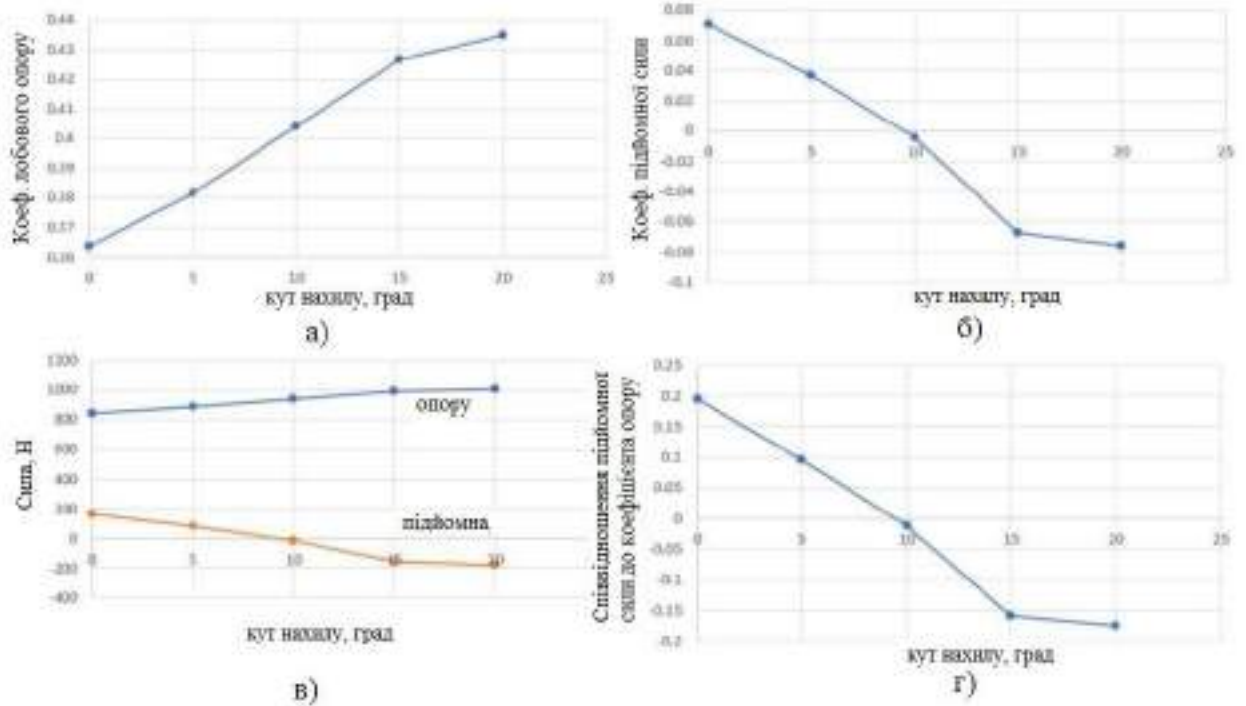 Коеф. лобового опору
0.44
0.43
0.42
0.41
0.4
0.39
0.38
0.37
0.36
0 5 10 15 20 25
кут нахилу, град
а)
Коеф. підйомної сили
0.08
0.06
0.04
0.02
0
-0.02
-0.04
-0.06
-0.08
-0.1
0 5 10 15 20 25
кут нахилу, град
б)
Сила, Н
1200
1000
800
600
400
200
0
-200
-400
опору
підйомна
0 5 10 15 20
кут нахилу, град
в)
Співвідношення підйомної
сили до коефішієнта опору
0.25
0.2
0.15
0.1
0.05
0
-0.05
-0.1
-0.15
-0.2
0 5 10 15 20 25
кут нахилу, град
г)